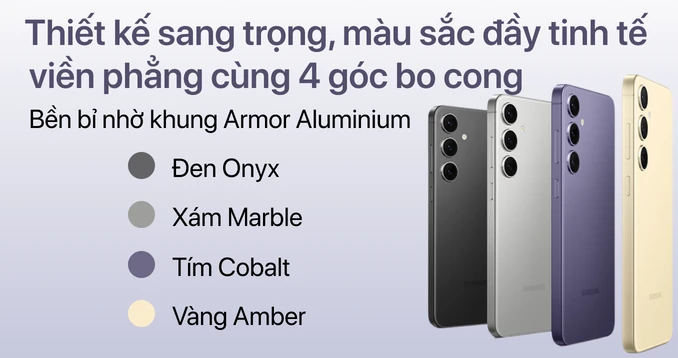 Thiết kế sang trọng, màu sắc đầy tinh tế
viền phẳng cùng 4 góc bo cong
Bền bỉ nhờ khung Armor Aluminium
Đen Onyx
Xám Marble
Tím Cobalt
Vàng Amber